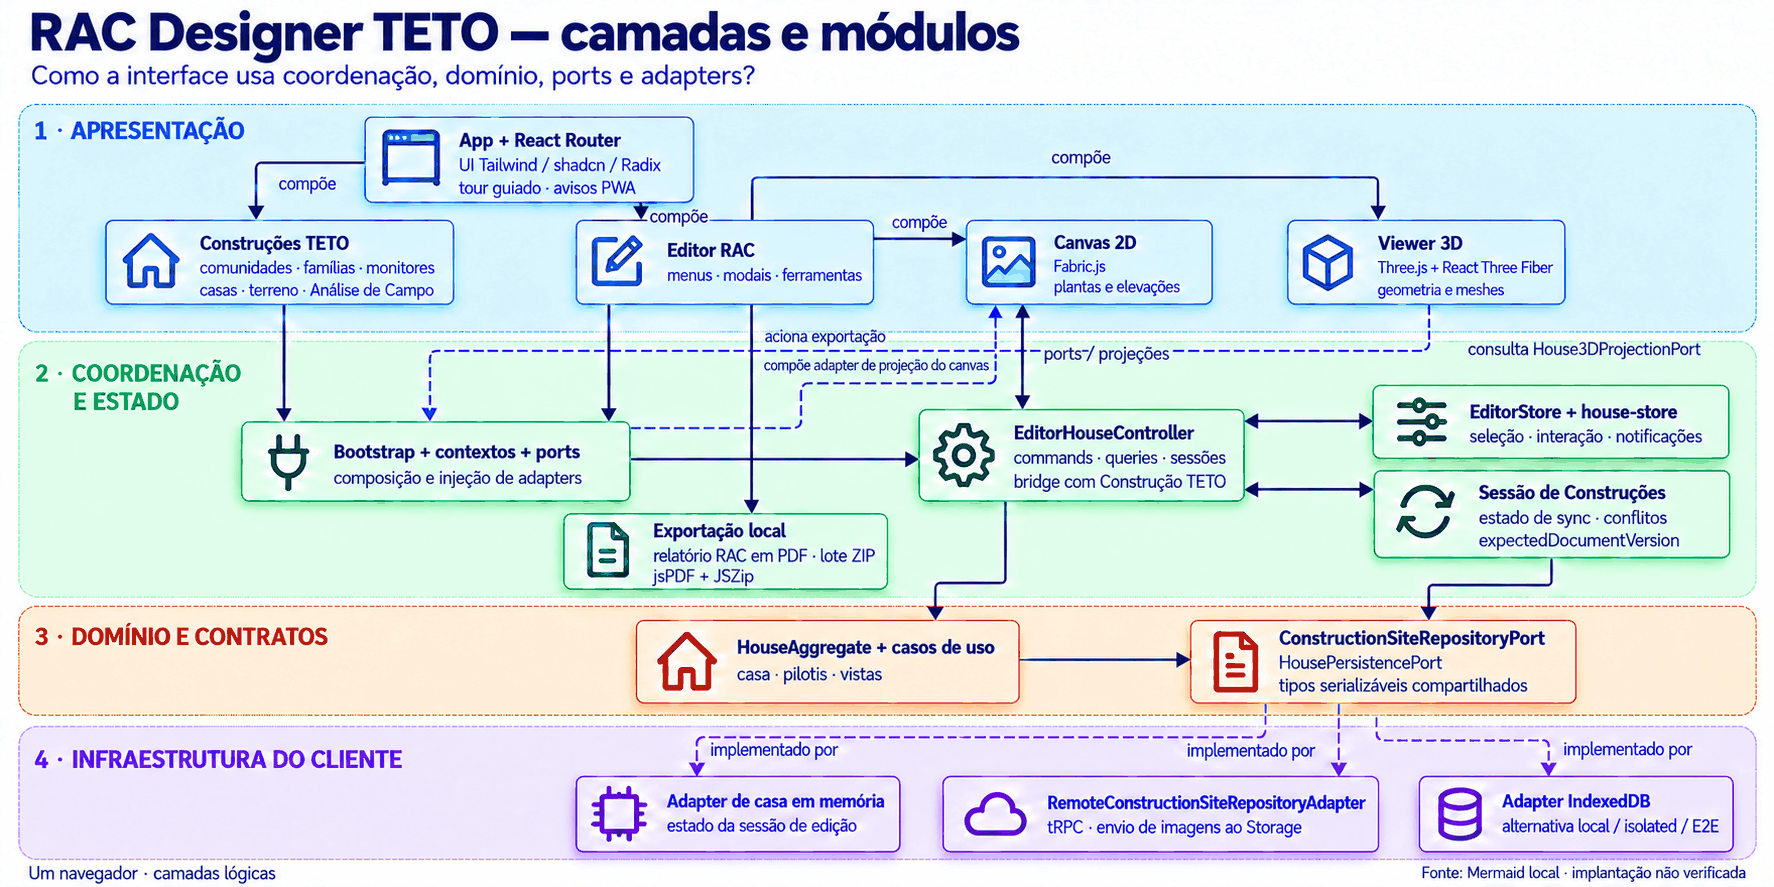 RAC Designer TETO — camadas e módulos
Como a interface usa coordenação, domínio, ports e adapters?
1 · APRESENTAÇÃO
App + React Router
UI Tailwind / shadcn / Radix
tour guiado · avisos PWA
compõe
compõe
compõe
compõe
Construções TETO
comunidades · famílias · monitores
casas · terreno · Análise de Campo
Editor RAC
menus · modais · ferramentas
Canvas 2D
Fabric.js
plantas e elevações
Viewer 3D
Three.js + React Three Fiber
geometria e meshes
aciona exportação
compõe adapter de projeção do canvas
ports / projeções
consulta House3DProjectionPort
2 · COORDENAÇÃO
E ESTADO
Bootstrap + contextos + ports
composição e injeção de adapters
EditorHouseController
commands · queries · sessões
bridge com Construção TETO
EditorStore + house-store
seleção · interação · notificações
Sessão de Construções
estado de sync · conflitos
expectedDocumentVersion
Exportação local
relatório RAC em PDF · lote ZIP
jsPDF + JSZip
3 · DOMÍNIO E CONTRATOS
HouseAggregate + casos de uso
casa · pilotis · vistas
ConstructionSiteRepositoryPort
HousePersistencePort
tipos serializáveis compartilhados
4 · INFRAESTRUTURA DO CLIENTE
implementado por
implementado por
implementado por
Adapter de casa em memória
estado da sessão de edição
RemoteConstructionSiteRepositoryAdapter
tRPC · envio de imagens ao Storage
Adapter IndexedDB
alternativa local / isolated / E2E
Um navegador · camadas lógicas
Fonte: Mermaid local · implantação não verificada